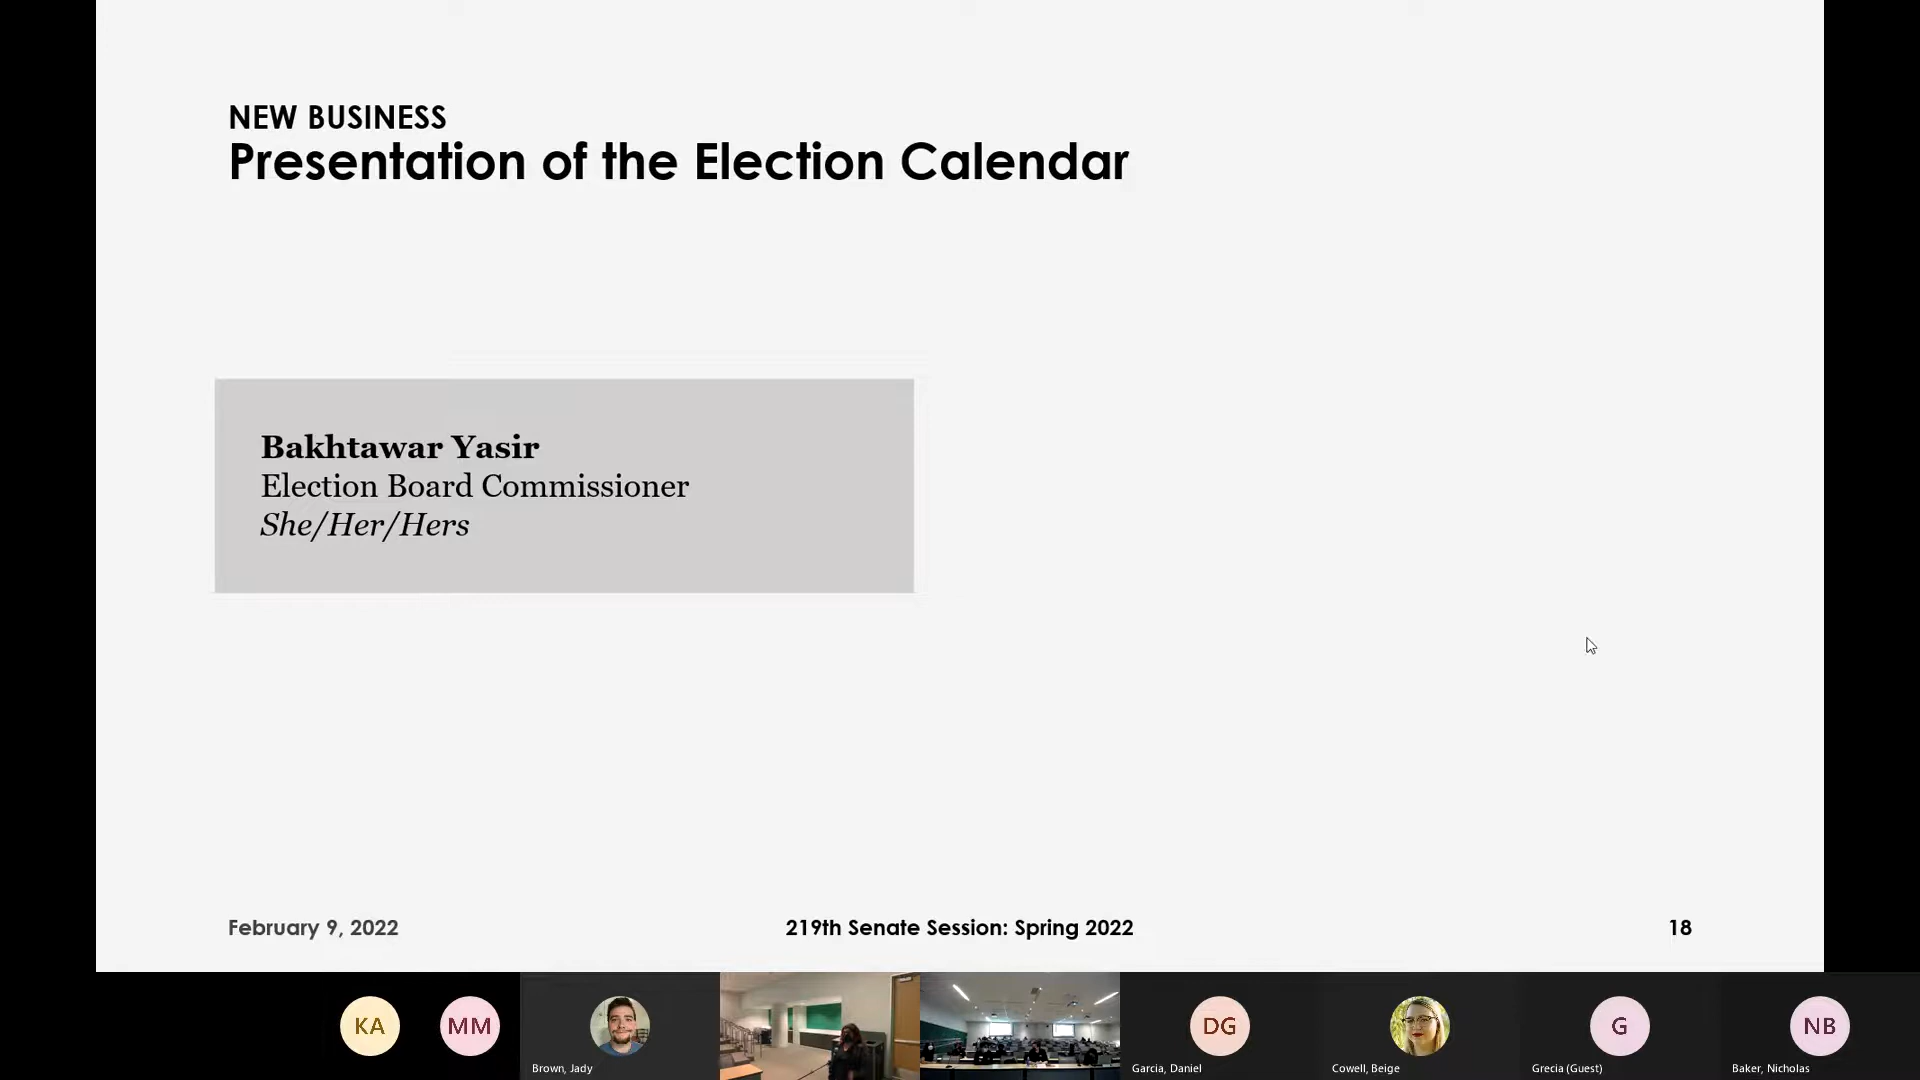 NEW BUSINESS
Presentation of the Election Calendar
Bakhtawar Yasir
Election Board Commissioner
She/Her/Hers
February 9, 2022
219th Senate Session: Spring 2022
18
KA
MM
Brown, Jady
DG
Garcia, Daniel
Cowell, Beige
G
Grecia (Guest)
NB
Baker, Nicholas